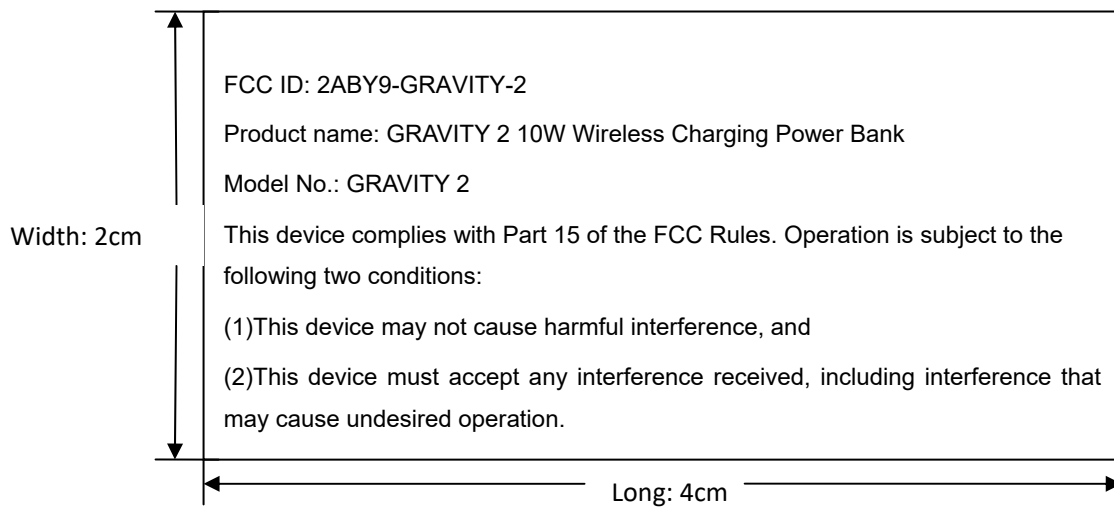 FCC ID: 2ABY9-GRAVITY-2
Product name: GRAVITY 2 10W Wireless Charging Power Bank
Model No.: GRAVITY 2
Width: 2cm
This device complies with Part 15 of the FCC Rules. Operation is subject to the
following two conditions:
(1)This device may not cause harmful interference, and
(2)This device must accept any interference received, including interference that
may cause undesired operation.
Long: 4cm